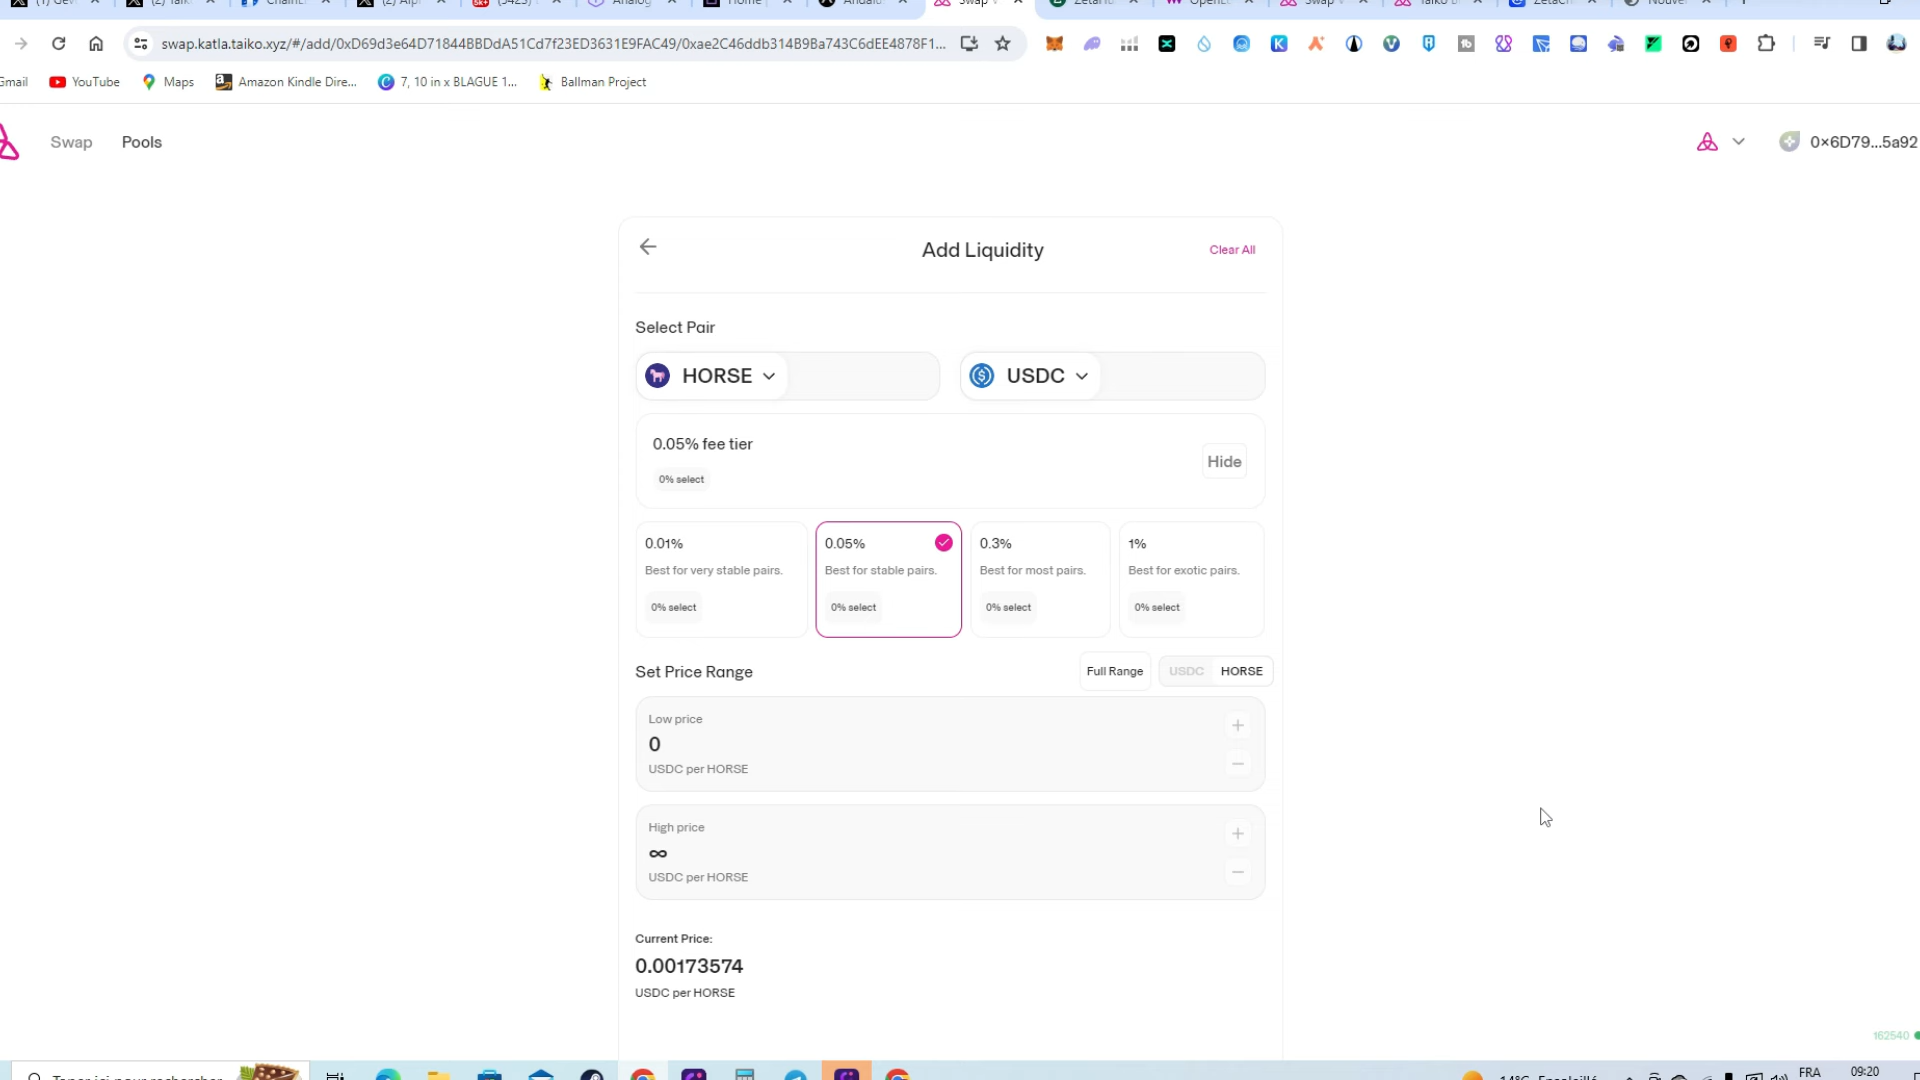 swap.katla.taiko.xyz/#/add/0xD69d3e64D71844BBDdA51Cd7f23ED3631E9FAC49/0xae2C46ddb314B9Ba743C6dEE4878F1...
Gmail YouTube Maps Amazon Kindle Dire... 7, 10 in x BLAGUE 1... Ballman Project
Swap Pools 0×6D79...5a92
Add Liquidity Clear All
Select Pair
HORSE USDC
0.05% fee tier
Hide
0% select
0.01% 0.05% 0.3% 1%
Best for very stable pairs. Best for stable pairs. Best for most pairs. Best for exotic pairs.
0% select 0% select 0% select 0% select
Set Price Range Full Range USDC HORSE
Low price
0
USDC per HORSE
High price
∞
USDC per HORSE
Current Price:
0.00173574
USDC per HORSE
162540
FRA 09:20